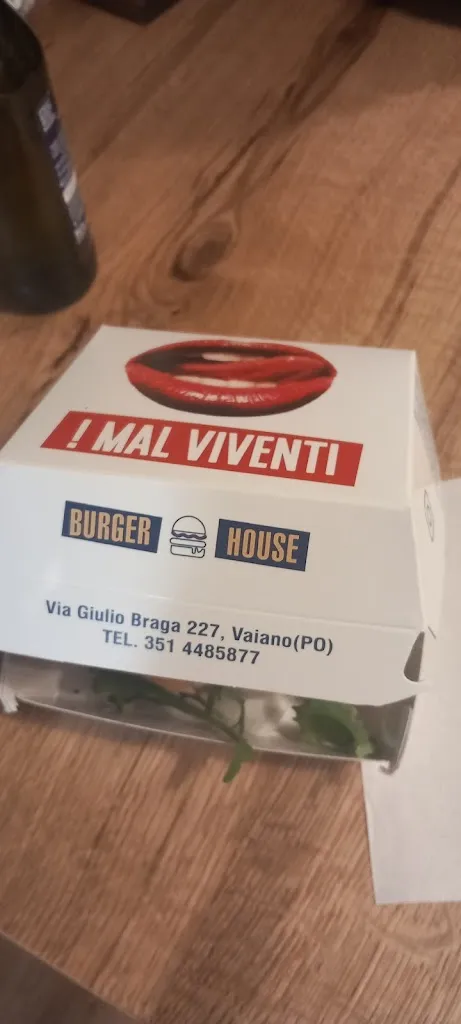 ! MAL VIVENTI
BURGER HOUSE
Via Giulio Braga 227, Vaiano(PO)
TEL. 351 4485877